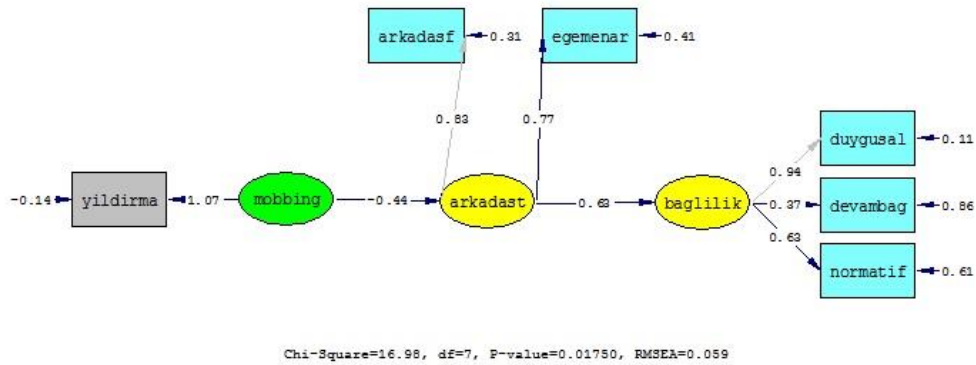 arkadasf 0.31 egemenar 0.41
0.83 0.77
duygusal 0.11
0.94
-0.14 yildirma 1.07 mobbing -0.44 arkadast 0.63 baglilik 0.37 devambag 0.86
0.63
normatif 0.61
Chi-Square=16.98, df=7, P-value=0.01750, RMSEA=0.059